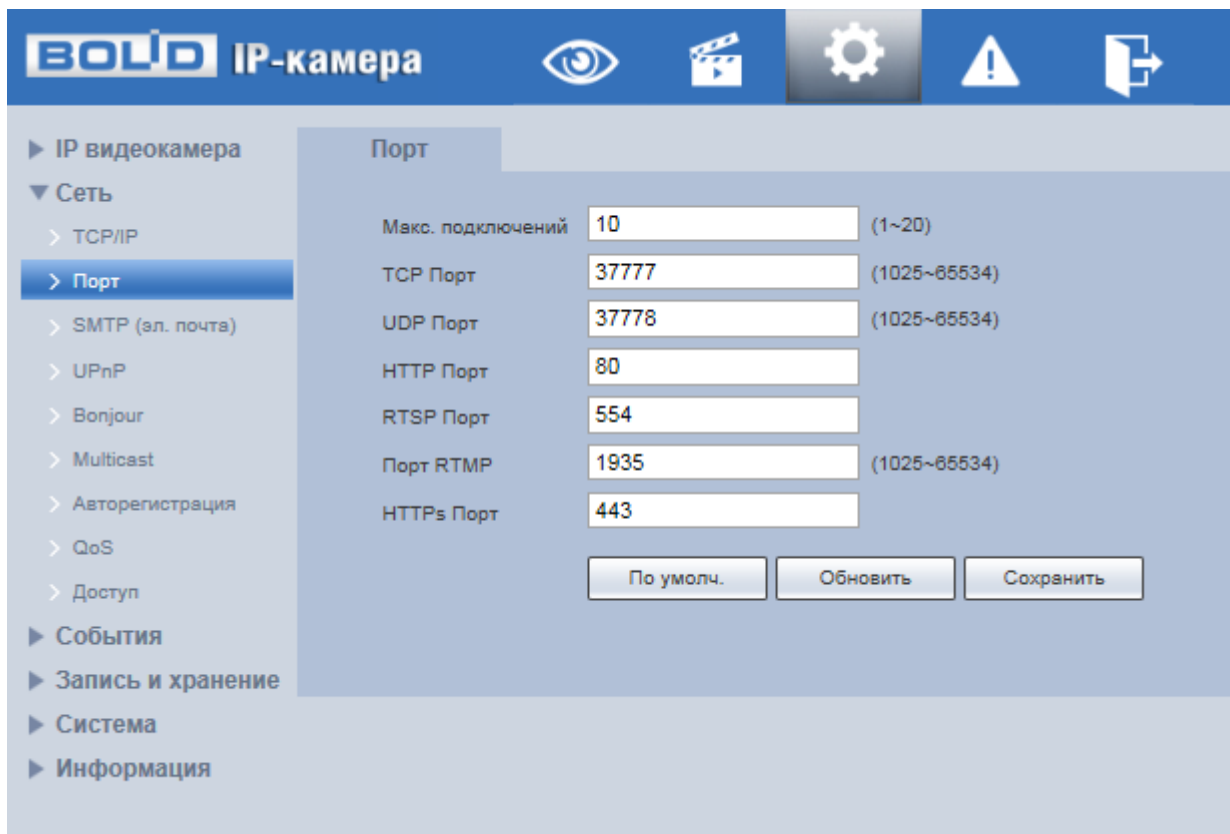 BOLID IP-камера
IP видеокамера
Сеть
TCP/IP
Порт
SMTP (эл. почта)
UPnP
Bonjour
Multicast
Авторегистрация
QoS
Доступ
События
Запись и хранение
Система
Информация
Порт
Макс. подключений 10 (1~20)
TCP Порт 37777 (1025~65534)
UDP Порт 37778 (1025~65534)
HTTP Порт 80
RTSP Порт 554
Порт RTMP 1935 (1025~65534)
HTTPs Порт 443
По умолч. Обновить Сохранить